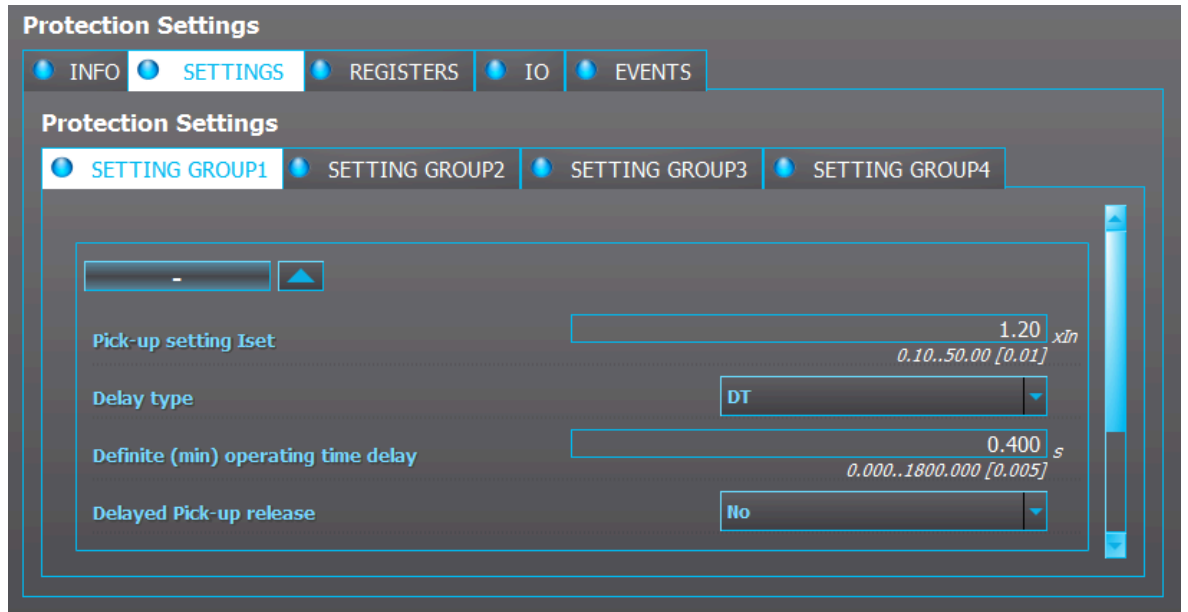 Protection Settings
INFO SETTINGS REGISTERS IO EVENTS
Protection Settings
SETTING GROUP1 SETTING GROUP2 SETTING GROUP3 SETTING GROUP4
-
Pick-up setting Iset 1.20 xIn
0.10..50.00 [0.01]
Delay type DT
Definite (min) operating time delay 0.400 s
0.000..1800.000 [0.005]
Delayed Pick-up release No